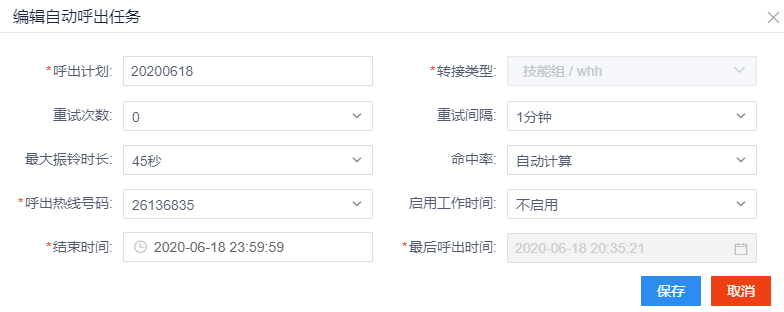 编辑自动呼出任务
*呼出计划: 20200618 *转接类型: 技能组 / whh
重试次数: 0 重试间隔: 1分钟
最大振铃时长: 45秒 命中率: 自动计算
*呼出热线号码: 26136835 启用工作时间: 不启用
*结束时间: 2020-06-18 23:59:59 *最后呼出时间: 2020-06-18 20:35:21
保存 取消